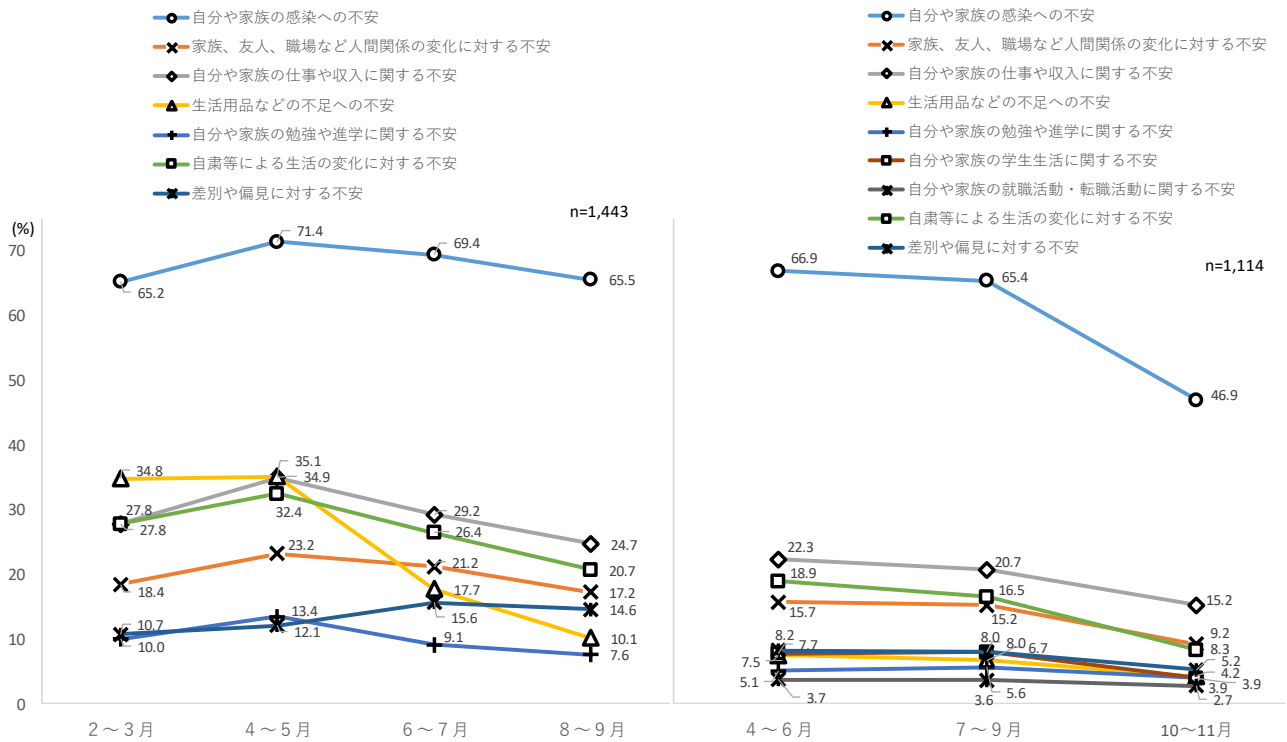 自分や家族の感染への不安
家族、友人、職場など人間関係の変化に対する不安
自分や家族の仕事や収入に関する不安
生活用品などの不足への不安
自分や家族の勉強や進学に関する不安
自粛等による生活の変化に対する不安
差別や偏見に対する不安
n=1,443
(%)
70
60
50
40
30
20
10
0
65.2
71.4
69.4
65.5
34.8
35.1
34.9
27.8
27.8
32.4
29.2
26.4
24.7
20.7
18.4
23.2
21.2
17.2
17.7
15.6
14.6
10.7
10.0
13.4
12.1
9.1
10.1
7.6
2～3月
4～5月
6～7月
8～9月
自分や家族の感染への不安
家族、友人、職場など人間関係の変化に対する不安
自分や家族の仕事や収入に関する不安
生活用品などの不足への不安
自分や家族の勉強や進学に関する不安
自分や家族の学生生活に関する不安
自分や家族の就職活動・転職活動に関する不安
自粛等による生活の変化に対する不安
差別や偏見に対する不安
n=1,114
66.9
65.4
46.9
22.3
20.7
15.2
18.9
16.5
15.7
15.2
9.2
8.3
8.2
7.7
8.0
8.0
6.7
7.5
5.2
5.1
4.2
3.9
3.9
3.7
3.6
5.6
2.7
4～6月
7～9月
10～11月